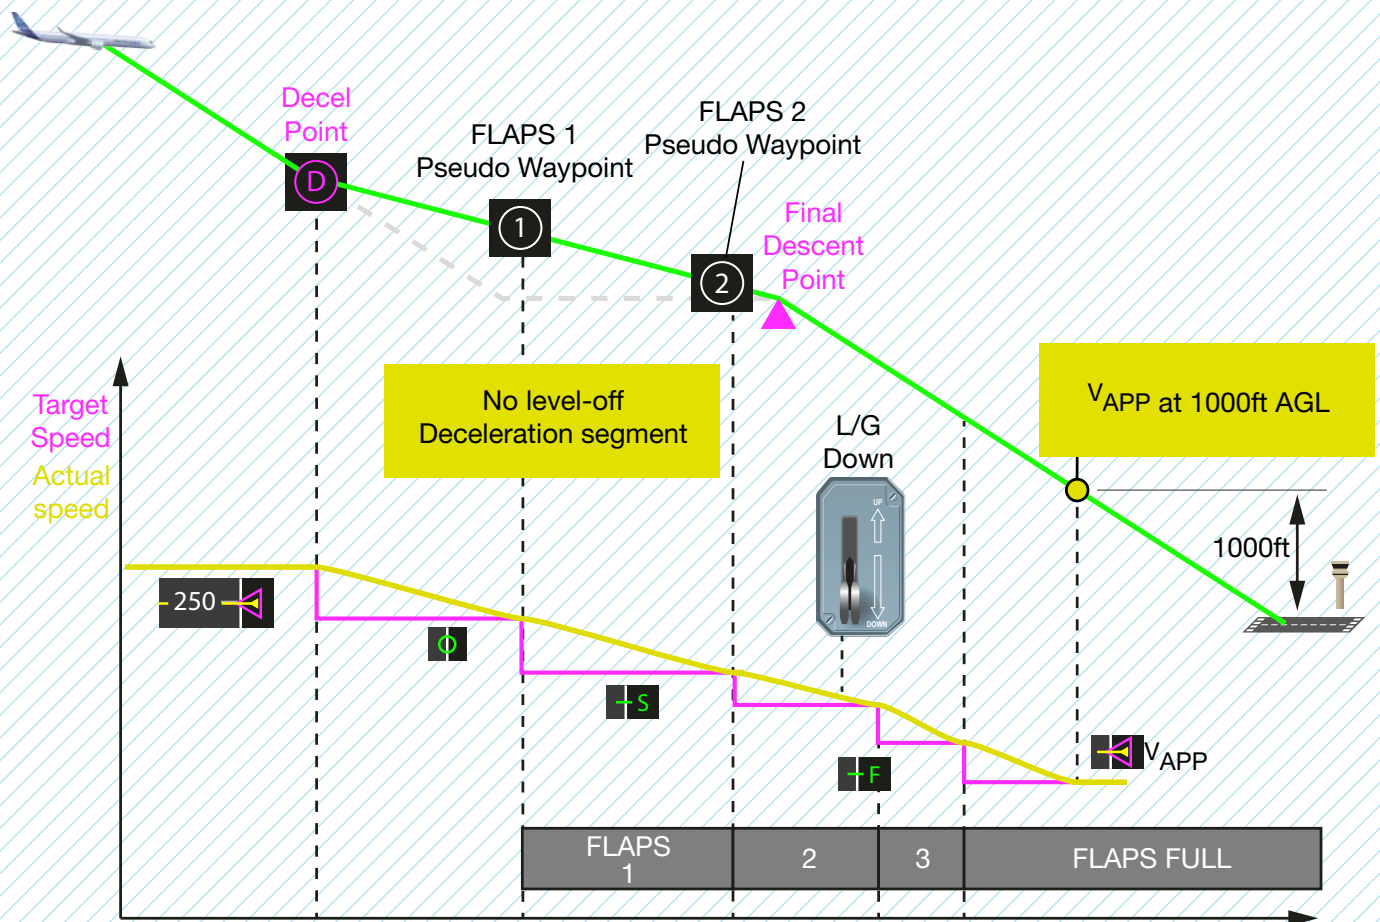 Decel
Point
D
FLAPS 1
Pseudo Waypoint
1
FLAPS 2
Pseudo Waypoint
2
Final
Descent
Point
No level-off
Deceleration segment
VAPP at 1000ft AGL
1000ft
Target
Speed
Actual
speed
L/G
Down
UP
DOWN
250
S
F
VAPP
FLAPS
1
2
3
FLAPS FULL